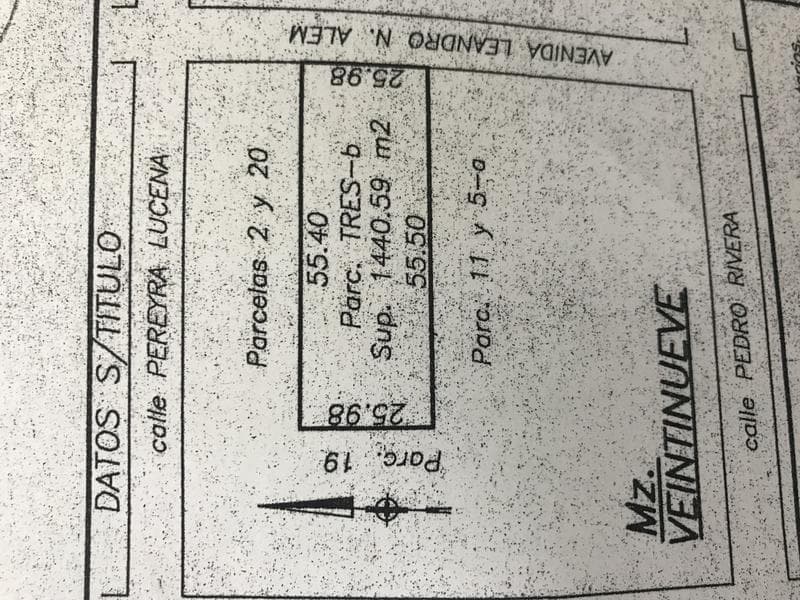 DATOS S/TITULO
calle PEREYRA LUCENA
Parcelas 2 y 20
55.40
Parc. TRES-b
Sup. 1440.59 m2
55.50
25.98
25.98
Parc. 19
Parc. 11 y 5-a
AVENIDA LEANDRO N. ALEM
Mz.
VEINTINUEVE
calle PEDRO RIVERA